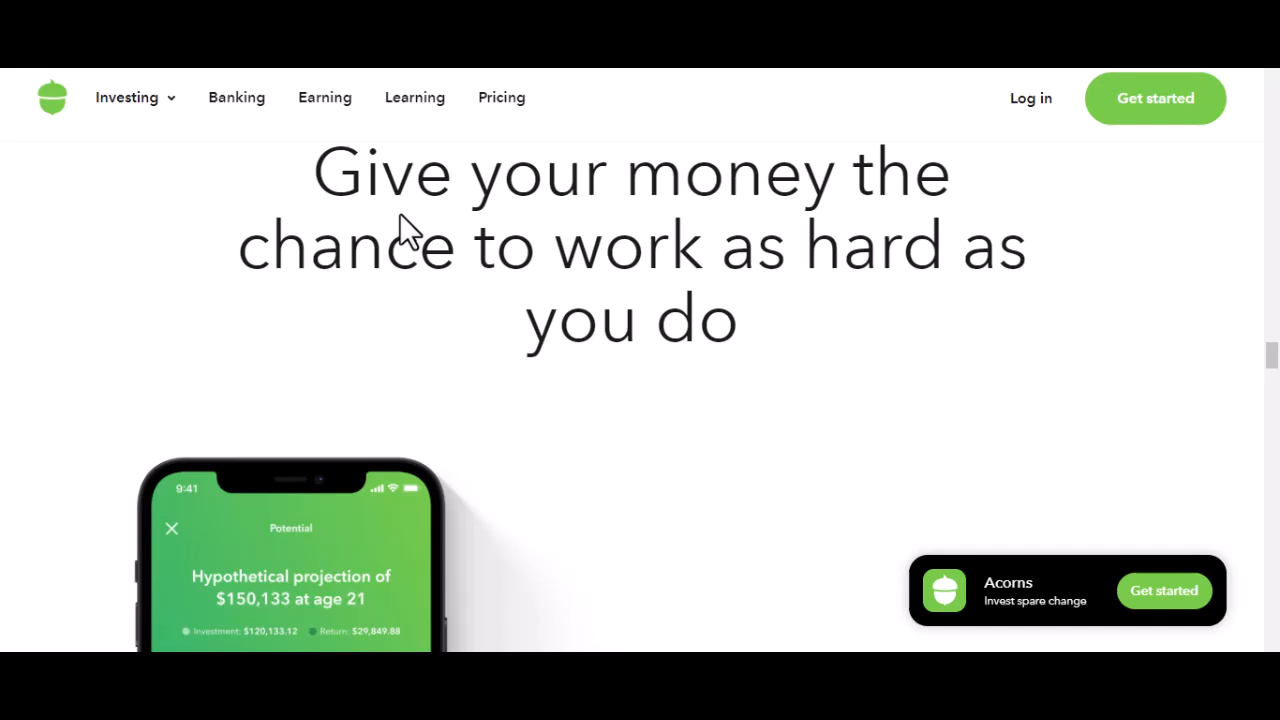 Investing Banking Earning Learning Pricing Log in Get started
Give your money the
chance to work as hard as
you do
9:41
Potential
Hypothetical projection of
$150,133 at age 21
Investment: $120,133.12 Return: $29,849.88
Acorns
Invest spare change
Get started